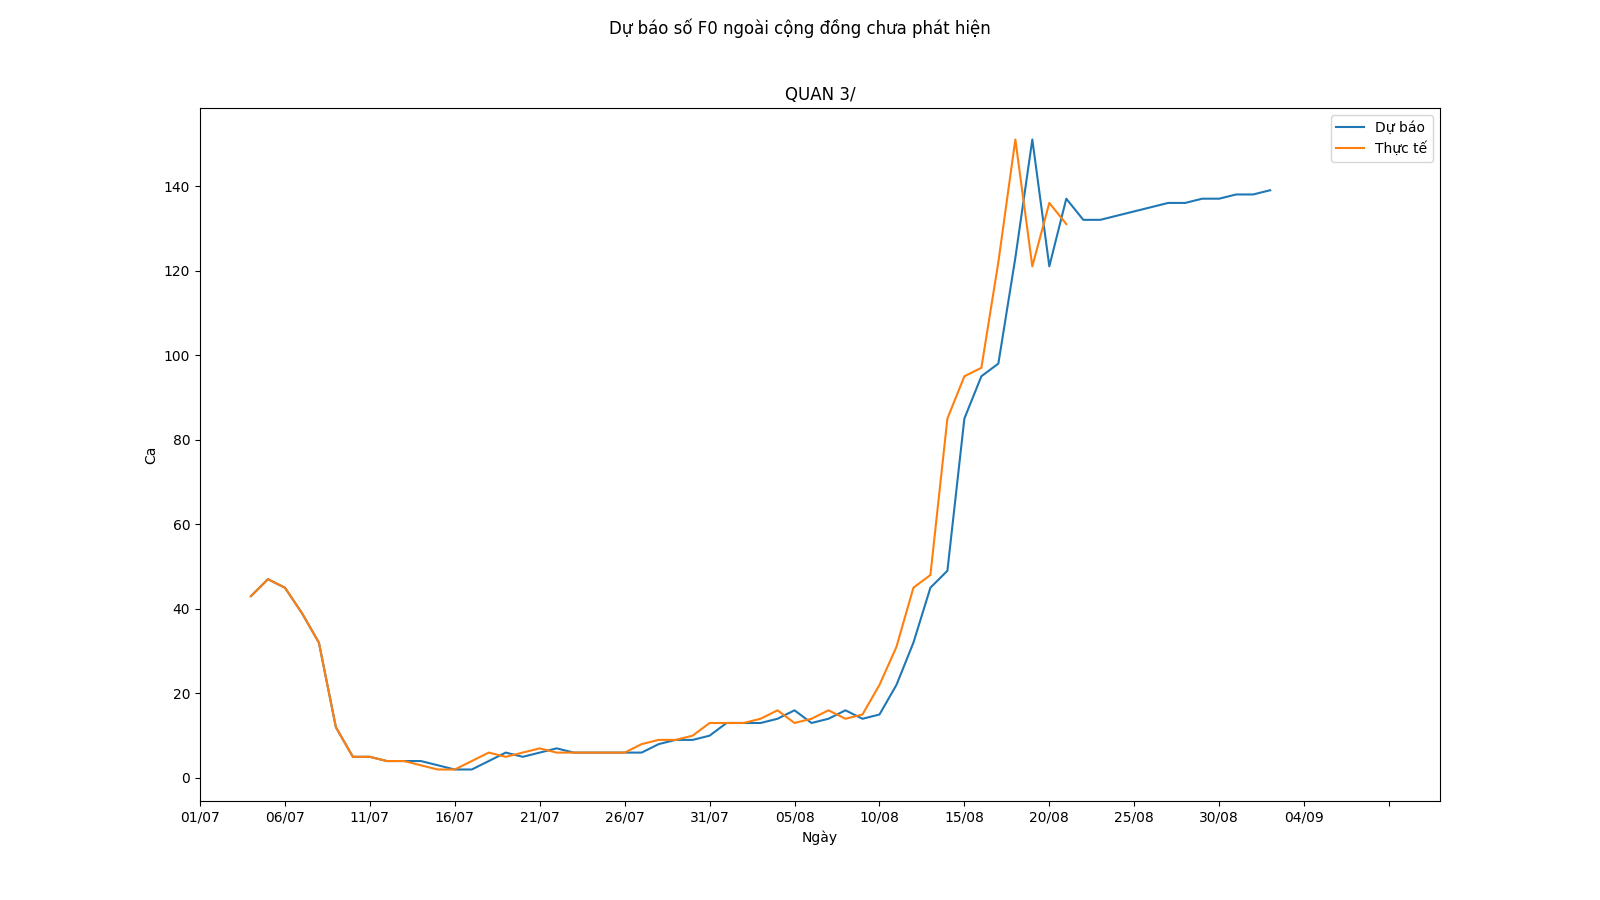 Dự báo số F0 ngoài cộng đồng chưa phát hiện
QUAN 3/
Dự báo
Thực tế
140
120
100
80
60
40
20
0
Ca
01/07 06/07 11/07 16/07 21/07 26/07 31/07 05/08 10/08 15/08 20/08 25/08 30/08 04/09
Ngày